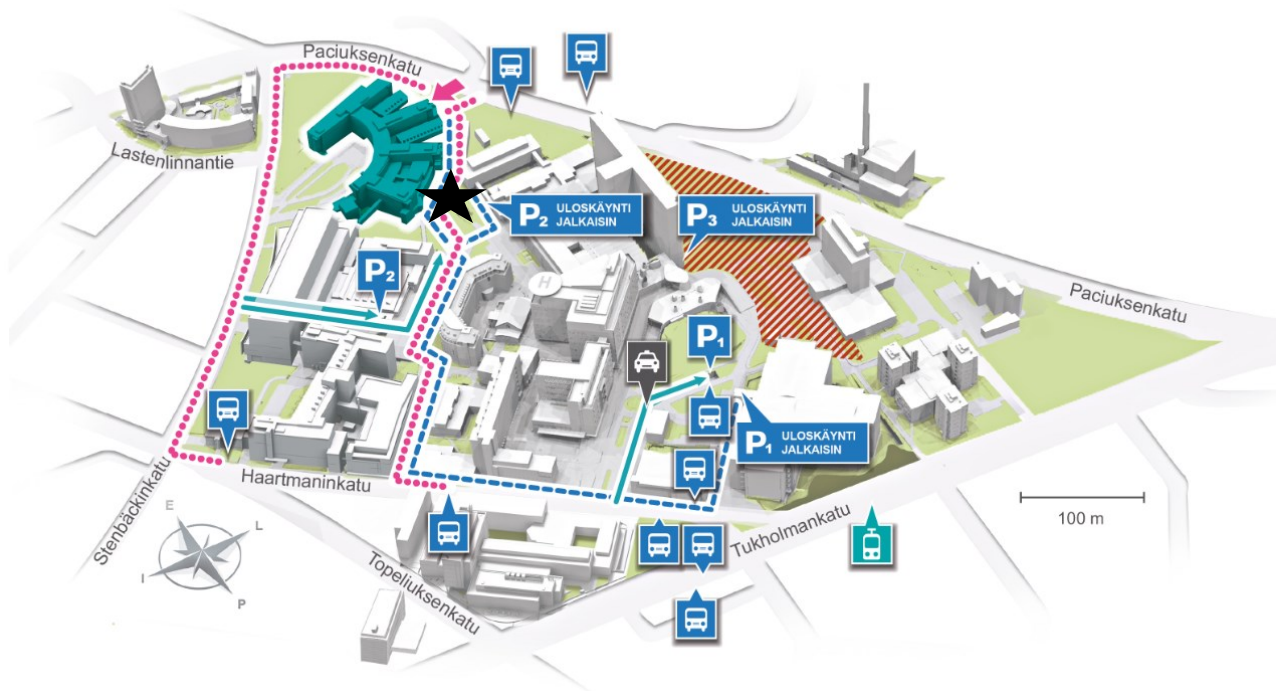 Paciuksenkatu
Lastenlinnantie
P2 ULOSKÄYNTI
JALKAISIN
P3 ULOSKÄYNTI
JALKAISIN
P2
H
Paciuksenkatu
P1
P1 ULOSKÄYNTI
JALKAISIN
Haartmaninkatu
Stenbäckinkatu
Topeliuksenkatu
Tukholmankatu
100 m
E
L
I
P